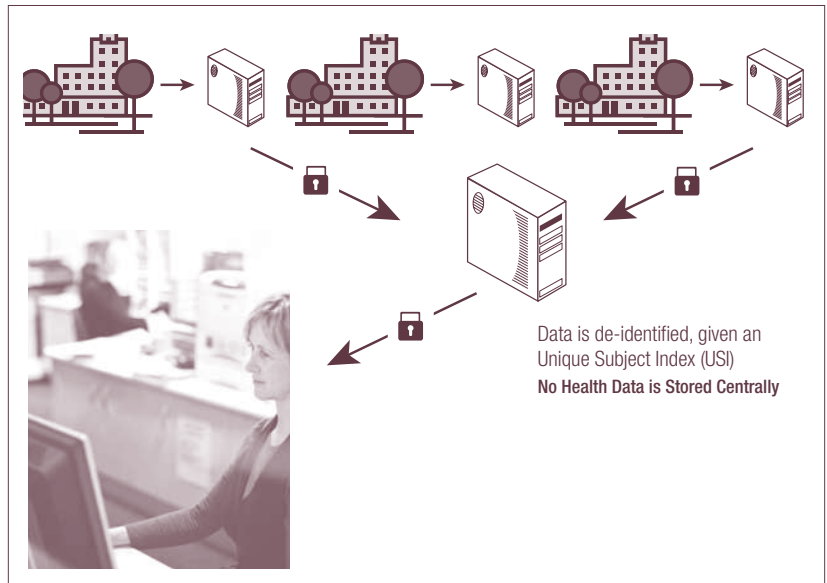 Data is de-identified, given an
Unique Subject Index (USI)
No Health Data is Stored Centrally